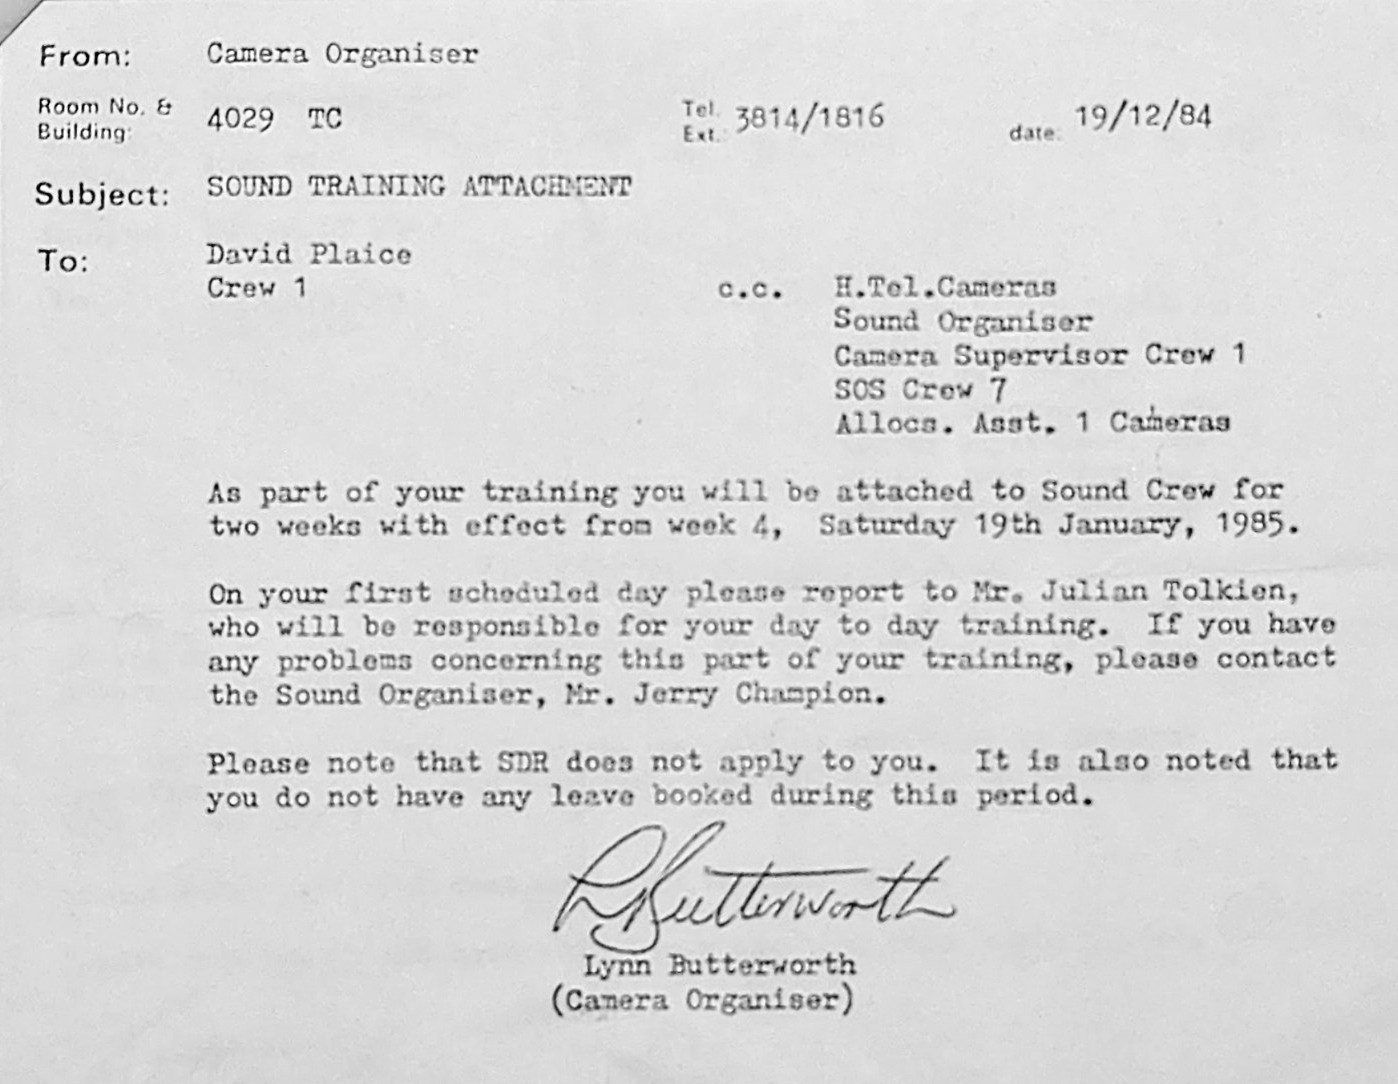 From: Camera Organiser
Room No. &
Building: 4029 TC Tel. Ext. 3814/1816 date: 19/12/84
Subject: SOUND TRAINING ATTACHMENT
To: David Plaice
Crew 1 c.c. H.Tel.Cameras
Sound Organiser
Camera Supervisor Crew 1
SOS Crew 7
Allocs. Asst. 1 Cameras
As part of your training you will be attached to Sound Crew for
two weeks with effect from week 4, Saturday 19th January, 1985.
On your first scheduled day please report to Mr. Julian Tolkien,
who will be responsible for your day to day training. If you have
any problems concerning this part of your training, please contact
the Sound Organiser, Mr. Jerry Champion.
Please note that SDR does not apply to you. It is also noted that
you do not have any leave booked during this period.
L Butterworth
Lynn Butterworth
(Camera Organiser)